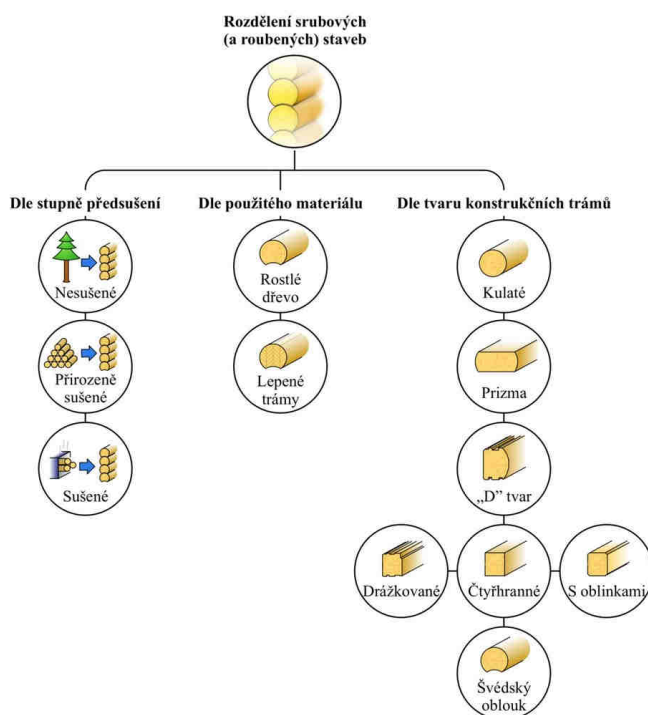 Rozdělení srubových
(a roubených) staveb
Dle stupně předsušení
Dle použitého materiálu
Dle tvaru konstrukčních trámů
Nesušené
Rostlé
dřevo
Kulaté
Přirozeně
sušené
Lepené
trámy
Prizma
Sušené
„D” tvar
Drážkované
Čtyřhranné
S oblinkami
Švédský
oblouk